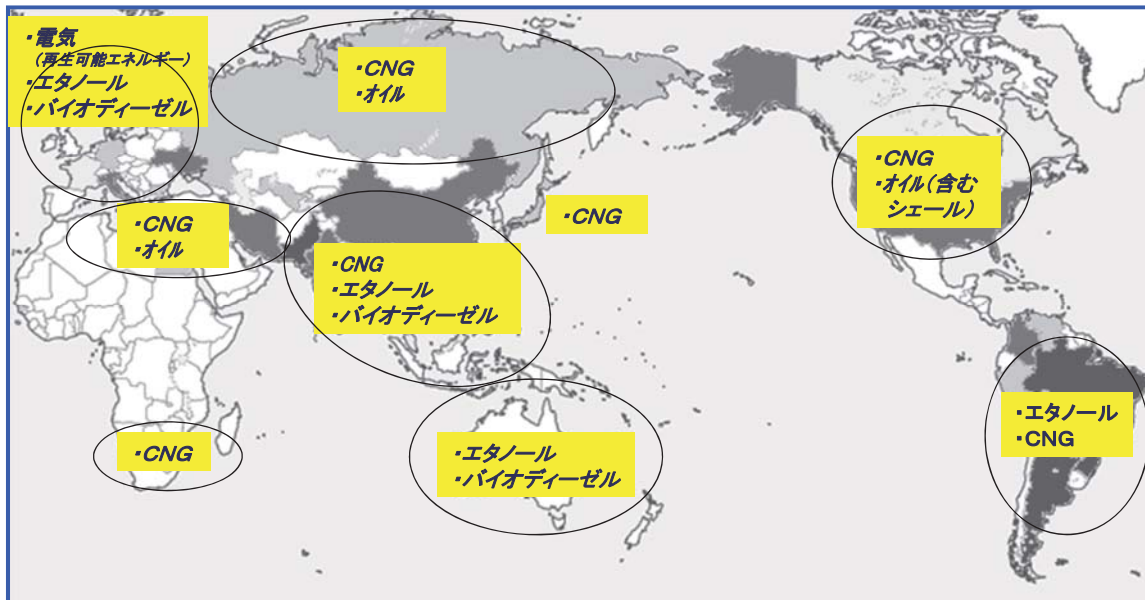 ・電気
(再生可能エネルギー)
・エタノール
・バイオディーゼル
・CNG
・オイル
・CNG
・オイル(含む
シェール)
・CNG
・オイル
・CNG
・CNG
・エタノール
・バイオディーゼル
・エタノール
・CNG
・CNG
・エタノール
・バイオディーゼル